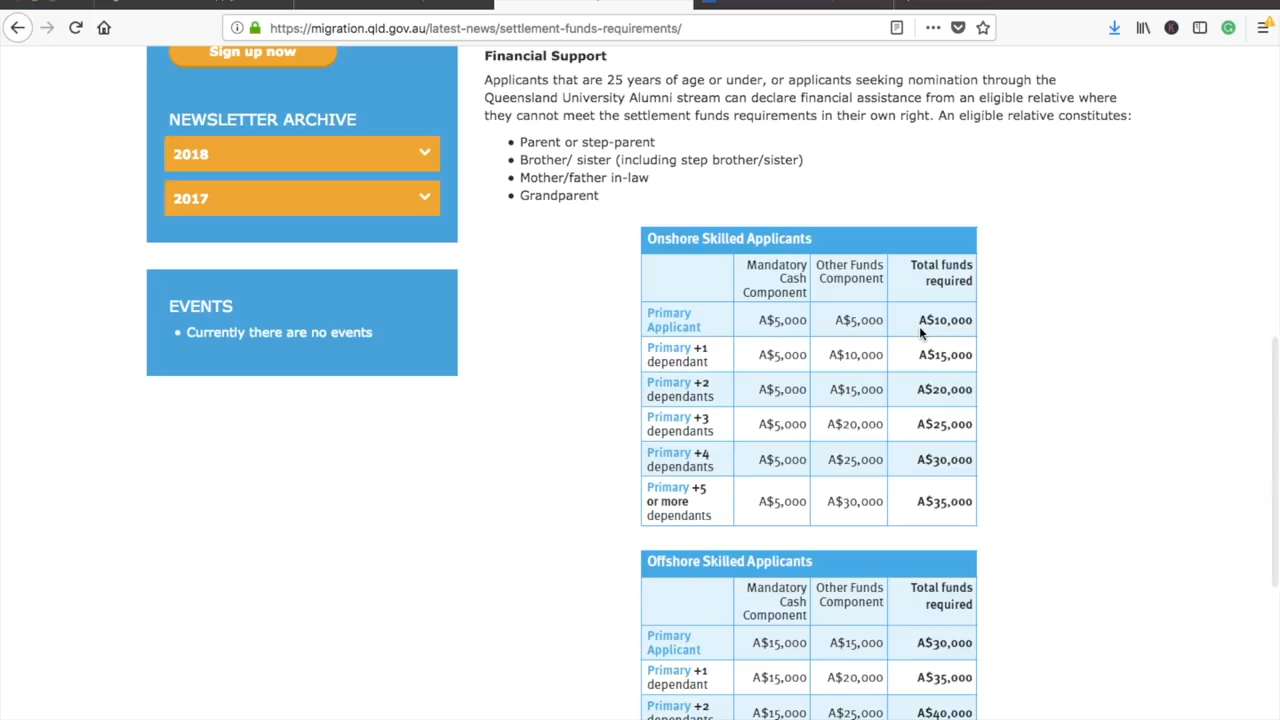 https://migration.qld.gov.au/latest-news/settlement-funds-requirements/
Sign up now
NEWSLETTER ARCHIVE
2018
2017
EVENTS
• Currently there are no events
Financial Support
Applicants that are 25 years of age or under, or applicants seeking nomination through the
Queensland University Alumni stream can declare financial assistance from an eligible relative where
they cannot meet the settlement funds requirements in their own right. An eligible relative constitutes:
• Parent or step-parent
• Brother/ sister (including step brother/sister)
• Mother/father in-law
• Grandparent
Onshore Skilled Applicants
Mandatory Cash Component Other Funds Component Total funds required
Primary Applicant A$5,000 A$5,000 A$10,000
Primary +1 dependant A$5,000 A$10,000 A$15,000
Primary +2 dependants A$5,000 A$15,000 A$20,000
Primary +3 dependants A$5,000 A$20,000 A$25,000
Primary +4 dependants A$5,000 A$25,000 A$30,000
Primary +5 or more dependants A$5,000 A$30,000 A$35,000
Offshore Skilled Applicants
Mandatory Cash Component Other Funds Component Total funds required
Primary Applicant A$15,000 A$15,000 A$30,000
Primary +1 dependant A$15,000 A$20,000 A$35,000
Primary +2 dependants A$15,000 A$25,000 A$40,000